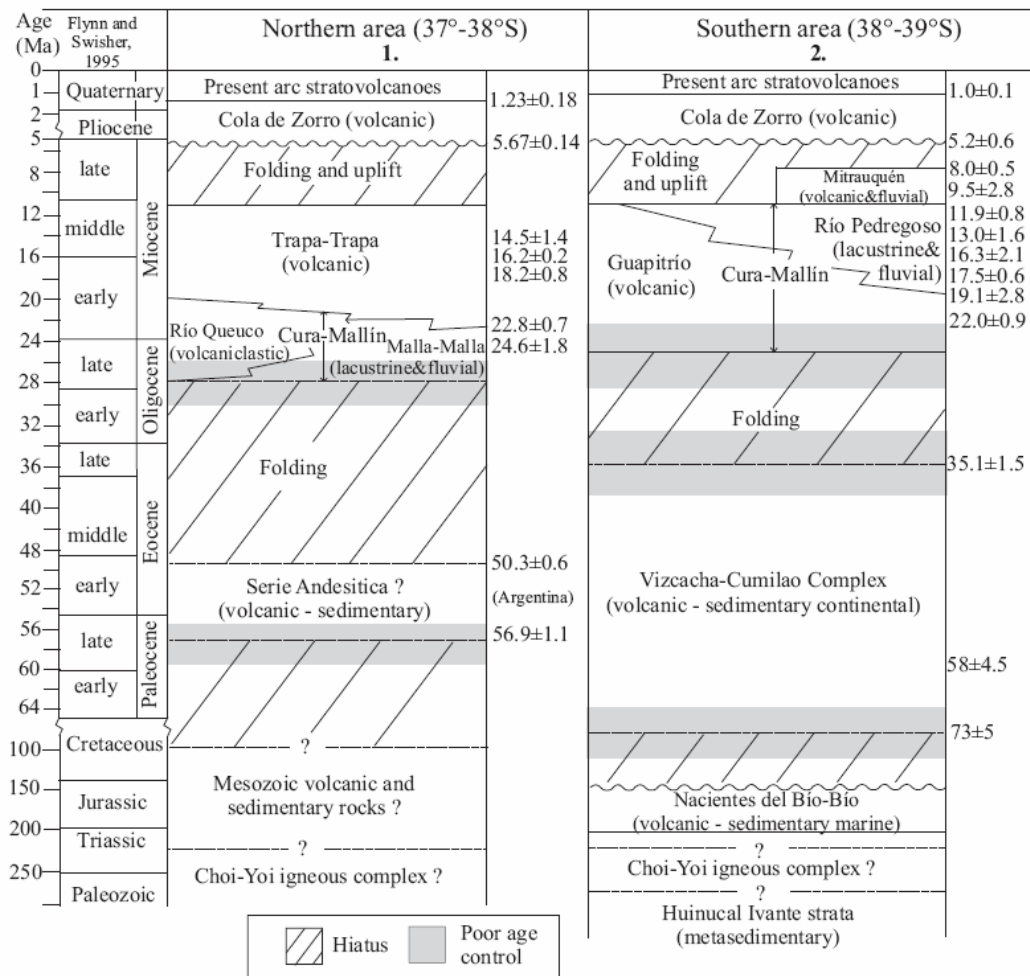 Age
(Ma)
Flynn and
Swisher,
1995
Northern area (37°-38°S)
1.
Southern area (38°-39°S)
2.
0
1
2
5
8
12
16
20
24
28
32
36
40
48
52
56
60
64
100
150
200
250
Quaternary
Pliocene
late
middle
early
Miocene
late
early
Oligocene
late
middle
early
Eocene
late
early
Paleocene
Cretaceous
Jurassic
Triassic
Paleozoic
Present arc stratovolcanoes
1.23±0.18
Cola de Zorro (volcanic)
5.67±0.14
Folding and uplift
Trapa-Trapa
(volcanic)
14.5±1.4
16.2±0.2
18.2±0.8
22.8±0.7
24.6±1.8
Río Queuco
(volcaniclastic)
Cura-Mallín
Malla-Malla
(lacustrine&fluvial)
Folding
50.3±0.6
(Argentina)
Serie Andesitica ?
(volcanic - sedimentary)
56.9±1.1
?
Mesozoic volcanic and
sedimentary rocks ?
?
Choi-Yoi igneous complex ?
Present arc stratovolcanoes
1.0±0.1
Cola de Zorro (volcanic)
5.2±0.6
Folding
and uplift
8.0±0.5
Mitrauquén
(volcanic&fluvial)
9.5±2.8
11.9±0.8
13.0±1.6
16.3±2.1
17.5±0.6
19.1±2.8
22.0±0.9
Río Pedregoso
(lacustrine&
fluvial)
Guapitrío
(volcanic)
Cura-Mallín
Folding
35.1±1.5
Vizcacha-Cumilao Complex
(volcanic - sedimentary continental)
58±4.5
73±5
Nacientes del Bío-Bío
(volcanic - sedimentary marine)
?
Choi-Yoi igneous complex ?
?
Huinucal Ivante strata
(metasedimentary)
Hiatus
Poor age
control